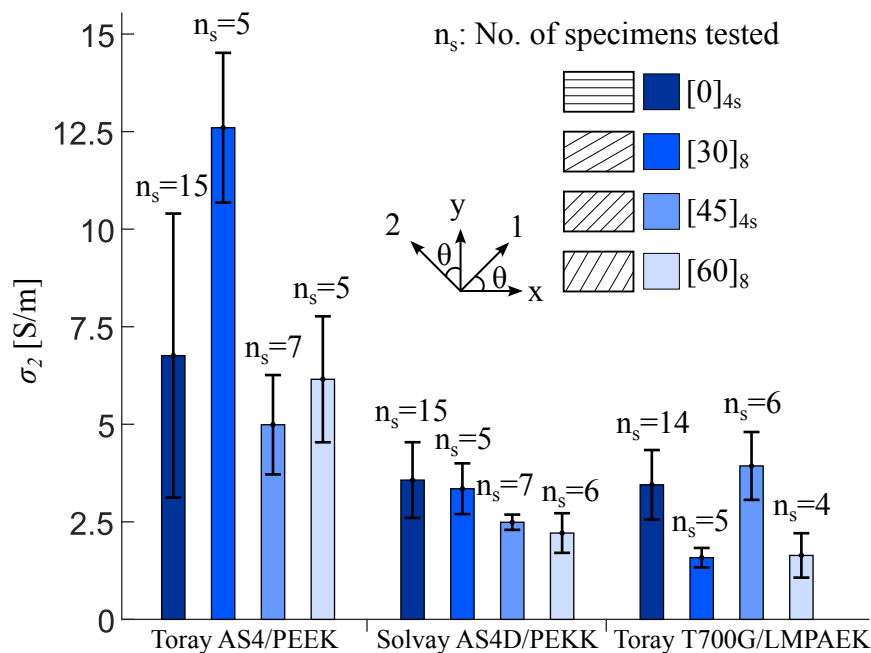 n_s: No. of specimens tested
[0]_4s
[30]_8
[45]_4s
[60]_8
σ_2 [S/m]
15
12.5
10
7.5
5
2.5
0
n_s=15
n_s=5
n_s=7
n_s=5
n_s=15
n_s=5
n_s=7
n_s=6
n_s=14
n_s=5
n_s=6
n_s=4
2
y
1
θ
θ
x
Toray AS4/PEEK
Solvay AS4D/PEKK
Toray T700G/LMPAEK